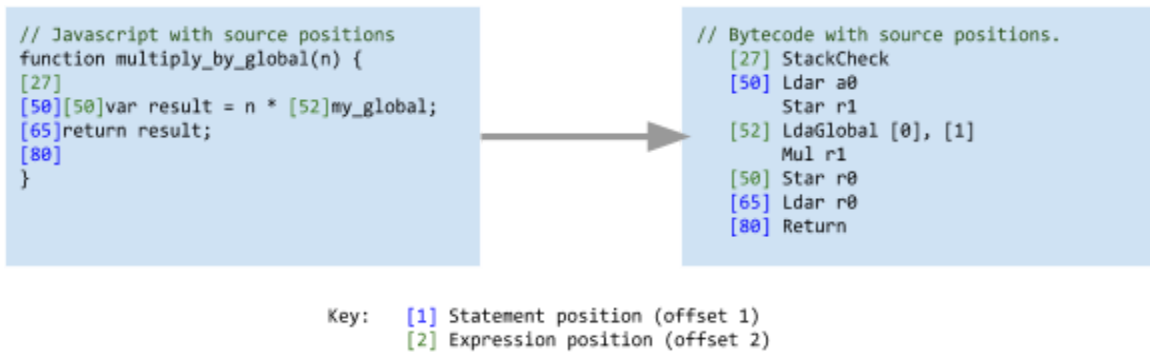 // Javascript with source positions
function multiply_by_global(n) {
[27]
[50][50]var result = n * [52]my_global;
[65]return result;
[80]
}
// Bytecode with source positions.
[27] StackCheck
[50] Ldar a0
Star r1
[52] LdaGlobal [0], [1]
Mul r1
[50] Star r0
[65] Ldar r0
[80] Return
Key: [1] Statement position (offset 1)
[2] Expression position (offset 2)